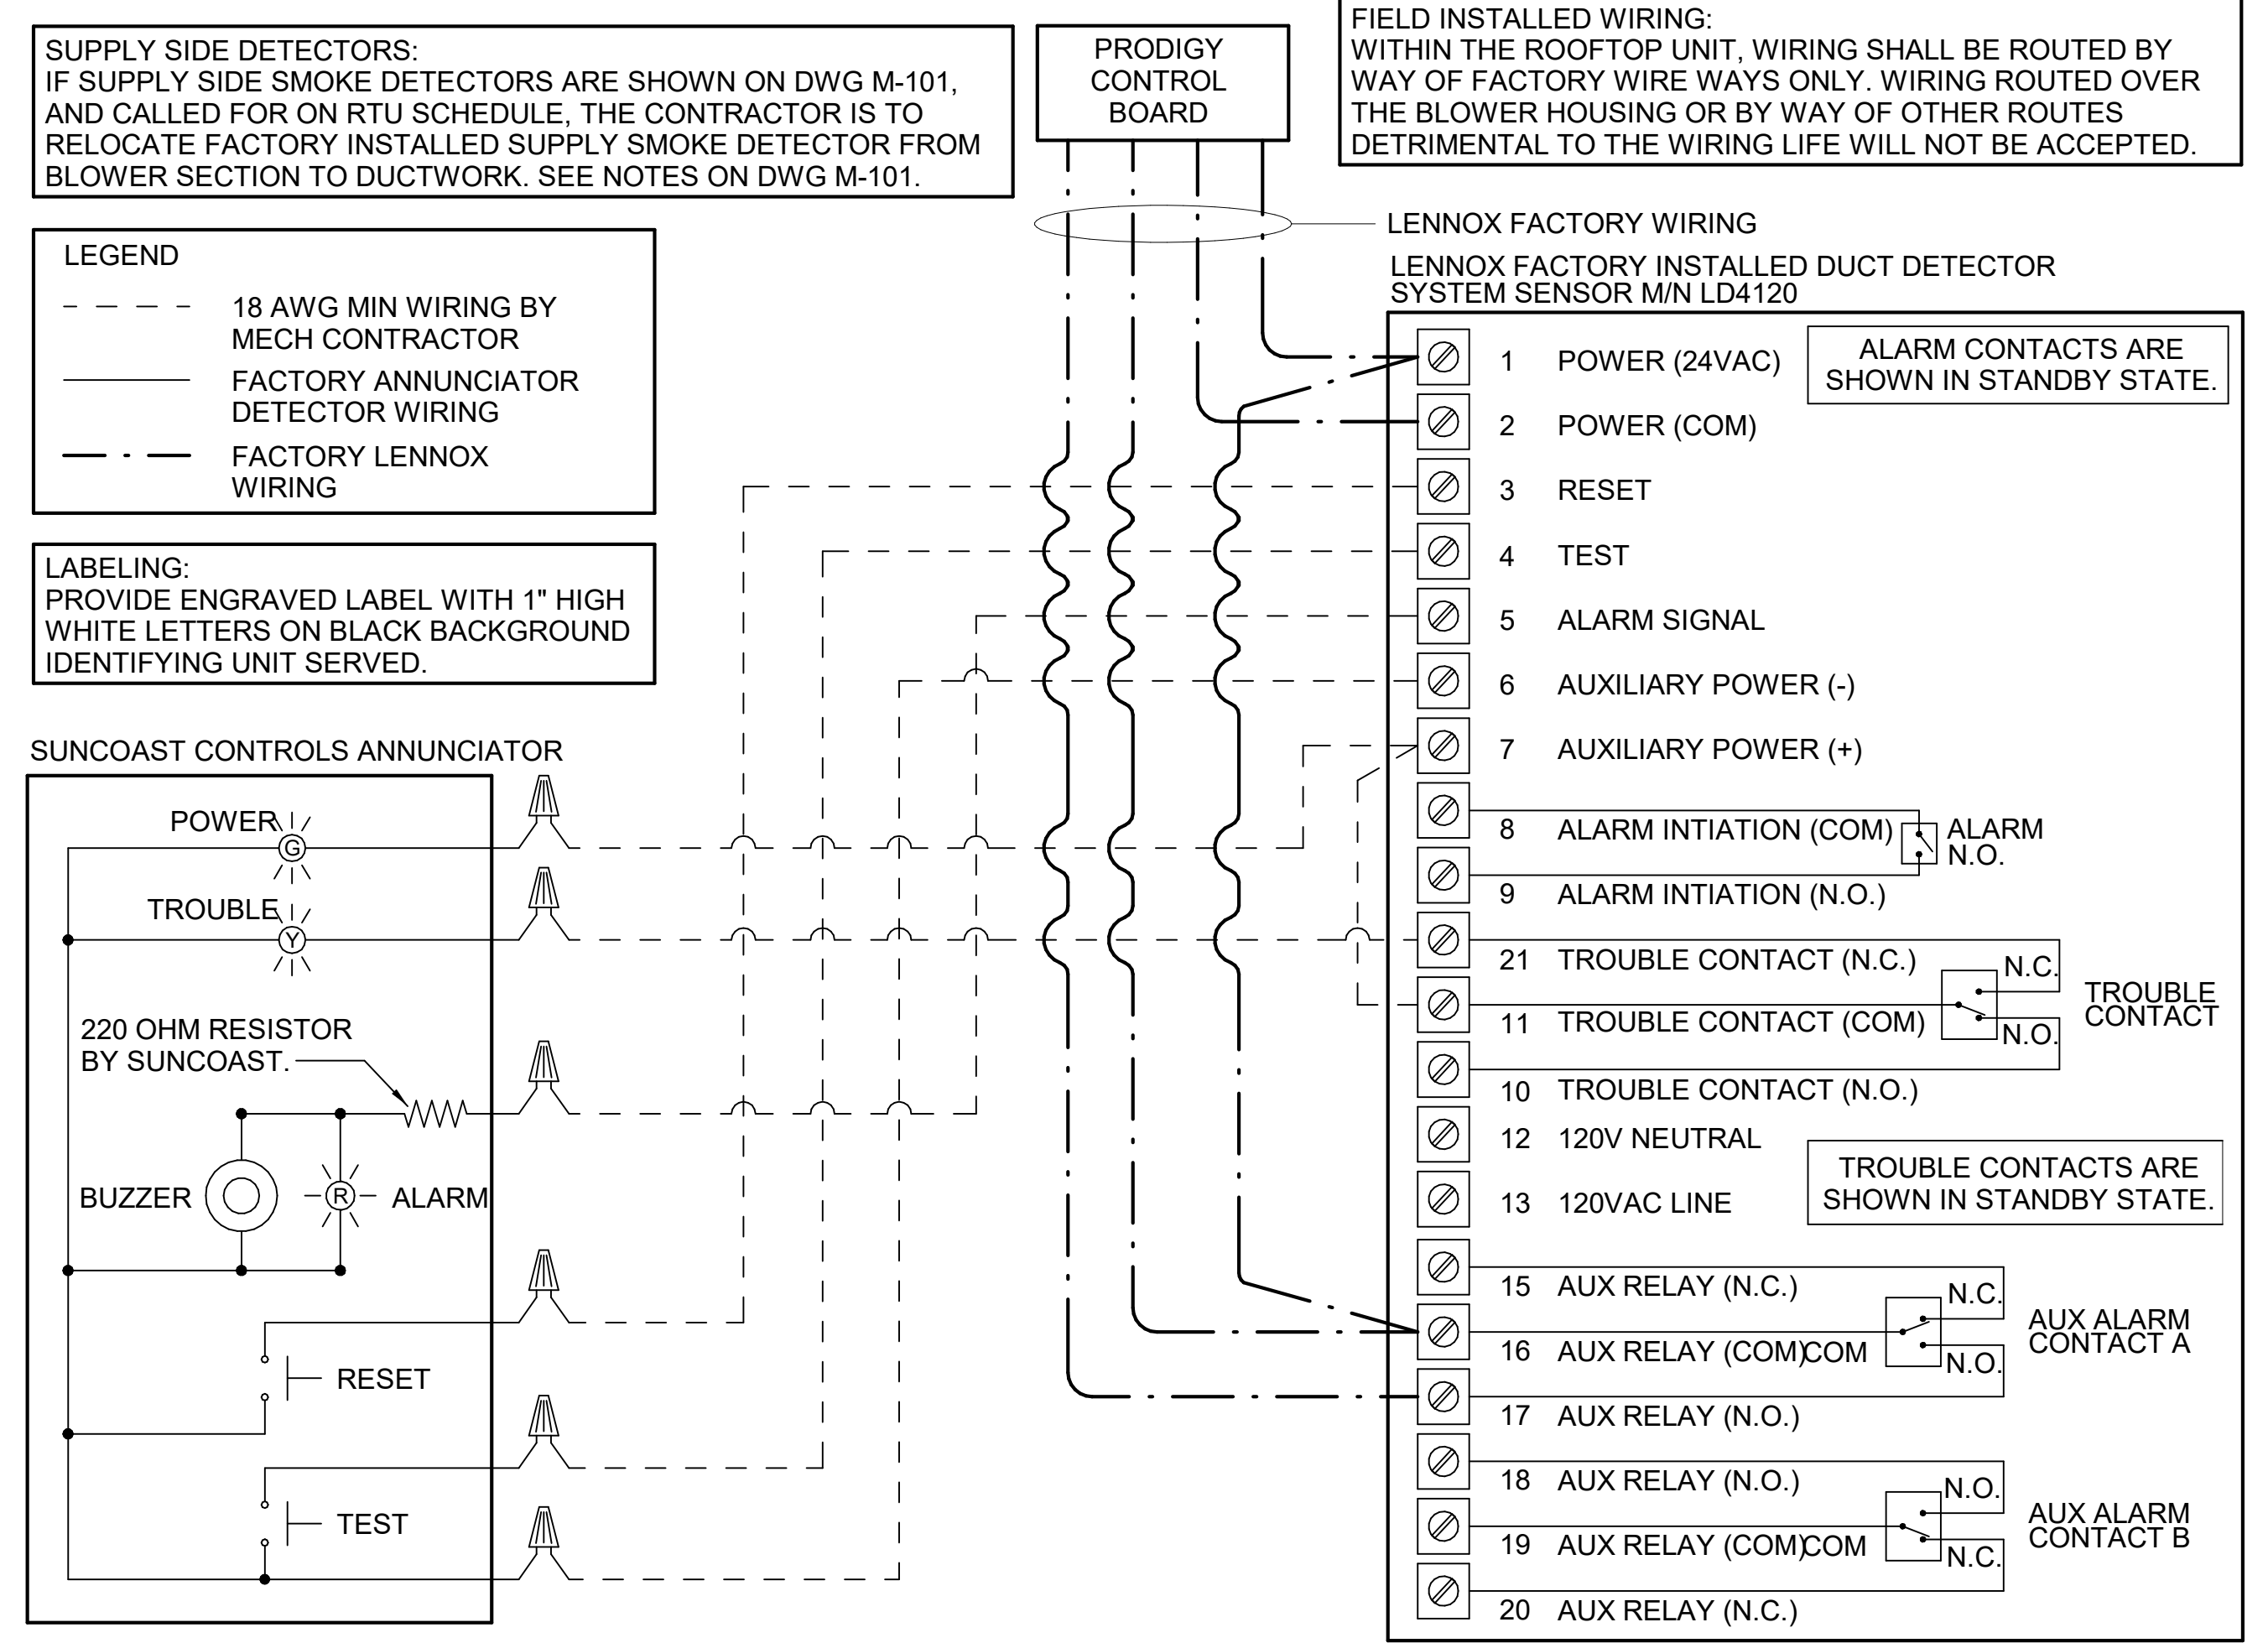 SUPPLY SIDE DETECTORS:
IF SUPPLY SIDE SMOKE DETECTORS ARE SHOWN ON DWG M-101,
AND CALLED FOR ON RTU SCHEDULE, THE CONTRACTOR IS TO
RELOCATE FACTORY INSTALLED SUPPLY SMOKE DETECTOR FROM
BLOWER SECTION TO DUCTWORK. SEE NOTES ON DWG M-101.
PRODIGY
CONTROL
BOARD
FIELD INSTALLED WIRING:
WITHIN THE ROOFTOP UNIT, WIRING SHALL BE ROUTED BY
WAY OF FACTORY WIRE WAYS ONLY. WIRING ROUTED OVER
THE BLOWER HOUSING OR BY WAY OF OTHER ROUTES
DETRIMENTAL TO THE WIRING LIFE WILL NOT BE ACCEPTED.
LEGEND
18 AWG MIN WIRING BY
MECH CONTRACTOR
FACTORY ANNUNCIATOR
DETECTOR WIRING
FACTORY LENNOX
WIRING
LABELING:
PROVIDE ENGRAVED LABEL WITH 1" HIGH
WHITE LETTERS ON BLACK BACKGROUND
IDENTIFYING UNIT SERVED.
SUNCOAST CONTROLS ANNUNCIATOR
POWER
G
TROUBLE
Y
220 OHM RESISTOR
BY SUNCOAST.
BUZZER
R
ALARM
RESET
TEST
LENNOX FACTORY WIRING
LENNOX FACTORY INSTALLED DUCT DETECTOR
SYSTEM SENSOR M/N LD4120
1 POWER (24VAC)
ALARM CONTACTS ARE
SHOWN IN STANDBY STATE.
2 POWER (COM)
3 RESET
4 TEST
5 ALARM SIGNAL
6 AUXILIARY POWER (-)
7 AUXILIARY POWER (+)
8 ALARM INTIATION (COM)
ALARM
N.O.
9 ALARM INTIATION (N.O.)
21 TROUBLE CONTACT (N.C.)
N.C.
11 TROUBLE CONTACT (COM)
N.O.
TROUBLE
CONTACT
10 TROUBLE CONTACT (N.O.)
12 120V NEUTRAL
13 120VAC LINE
TROUBLE CONTACTS ARE
SHOWN IN STANDBY STATE.
15 AUX RELAY (N.C.)
N.C.
16 AUX RELAY (COM)COM
N.O.
AUX ALARM
CONTACT A
17 AUX RELAY (N.O.)
18 AUX RELAY (N.O.)
N.O.
19 AUX RELAY (COM)COM
N.C.
AUX ALARM
CONTACT B
20 AUX RELAY (N.C.)